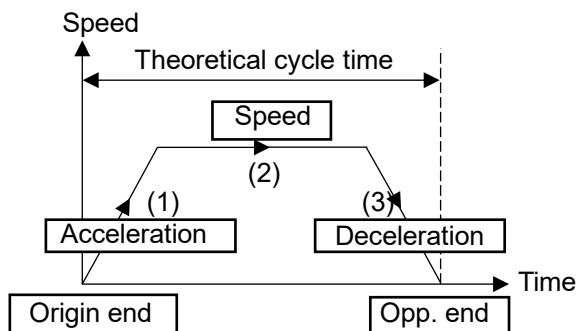 Speed
Theoretical cycle time
Speed
(2)
(1)
(3)
Acceleration
Deceleration
Time
Origin end
Opp. end